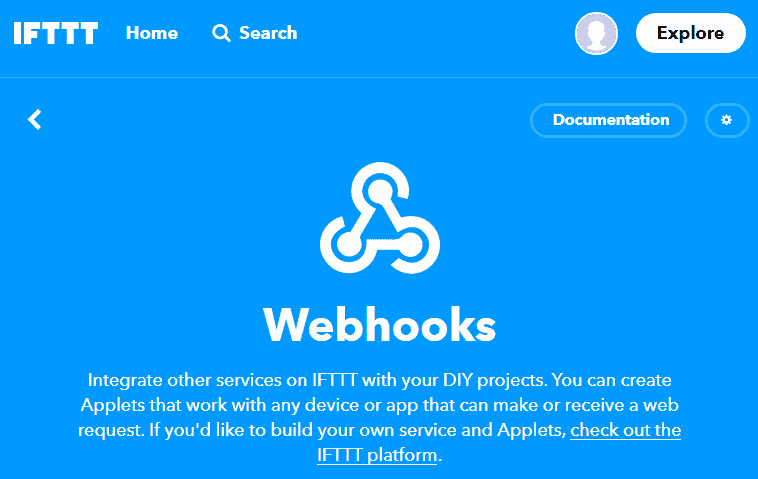 IFTTT Home Search Explore
Documentation
Webhooks
Integrate other services on IFTTT with your DIY projects. You can create
Applets that work with any device or app that can make or receive a web
request. If you'd like to build your own service and Applets, check out the
IFTTT platform.